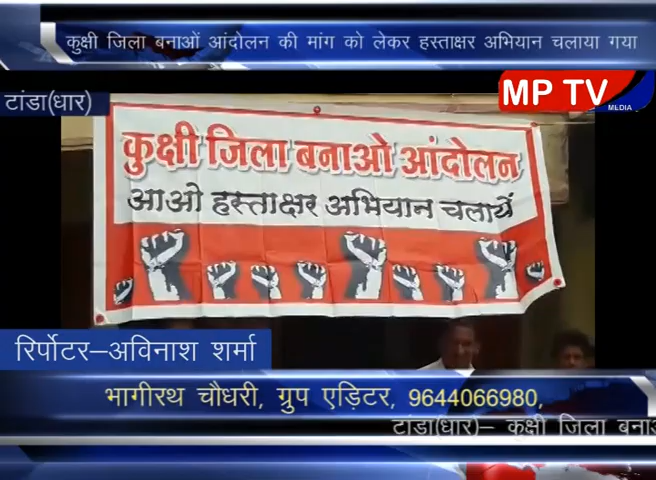 कुक्षी जिला बनाओं आंदोलन की मांग को लेकर हस्ताक्षर अभियान चलाया गया
MP TV
MEDIA
टांडा(धार)
कुक्षी जिला बनाओ आंदोलन
आओ हस्ताक्षर अभियान चलायें
रिर्पोटर–अविनाश शर्मा
भागीरथ चौधरी, ग्रुप एड़िटर, 9644066980,
टांडा(धार)– कुक्षी जिला